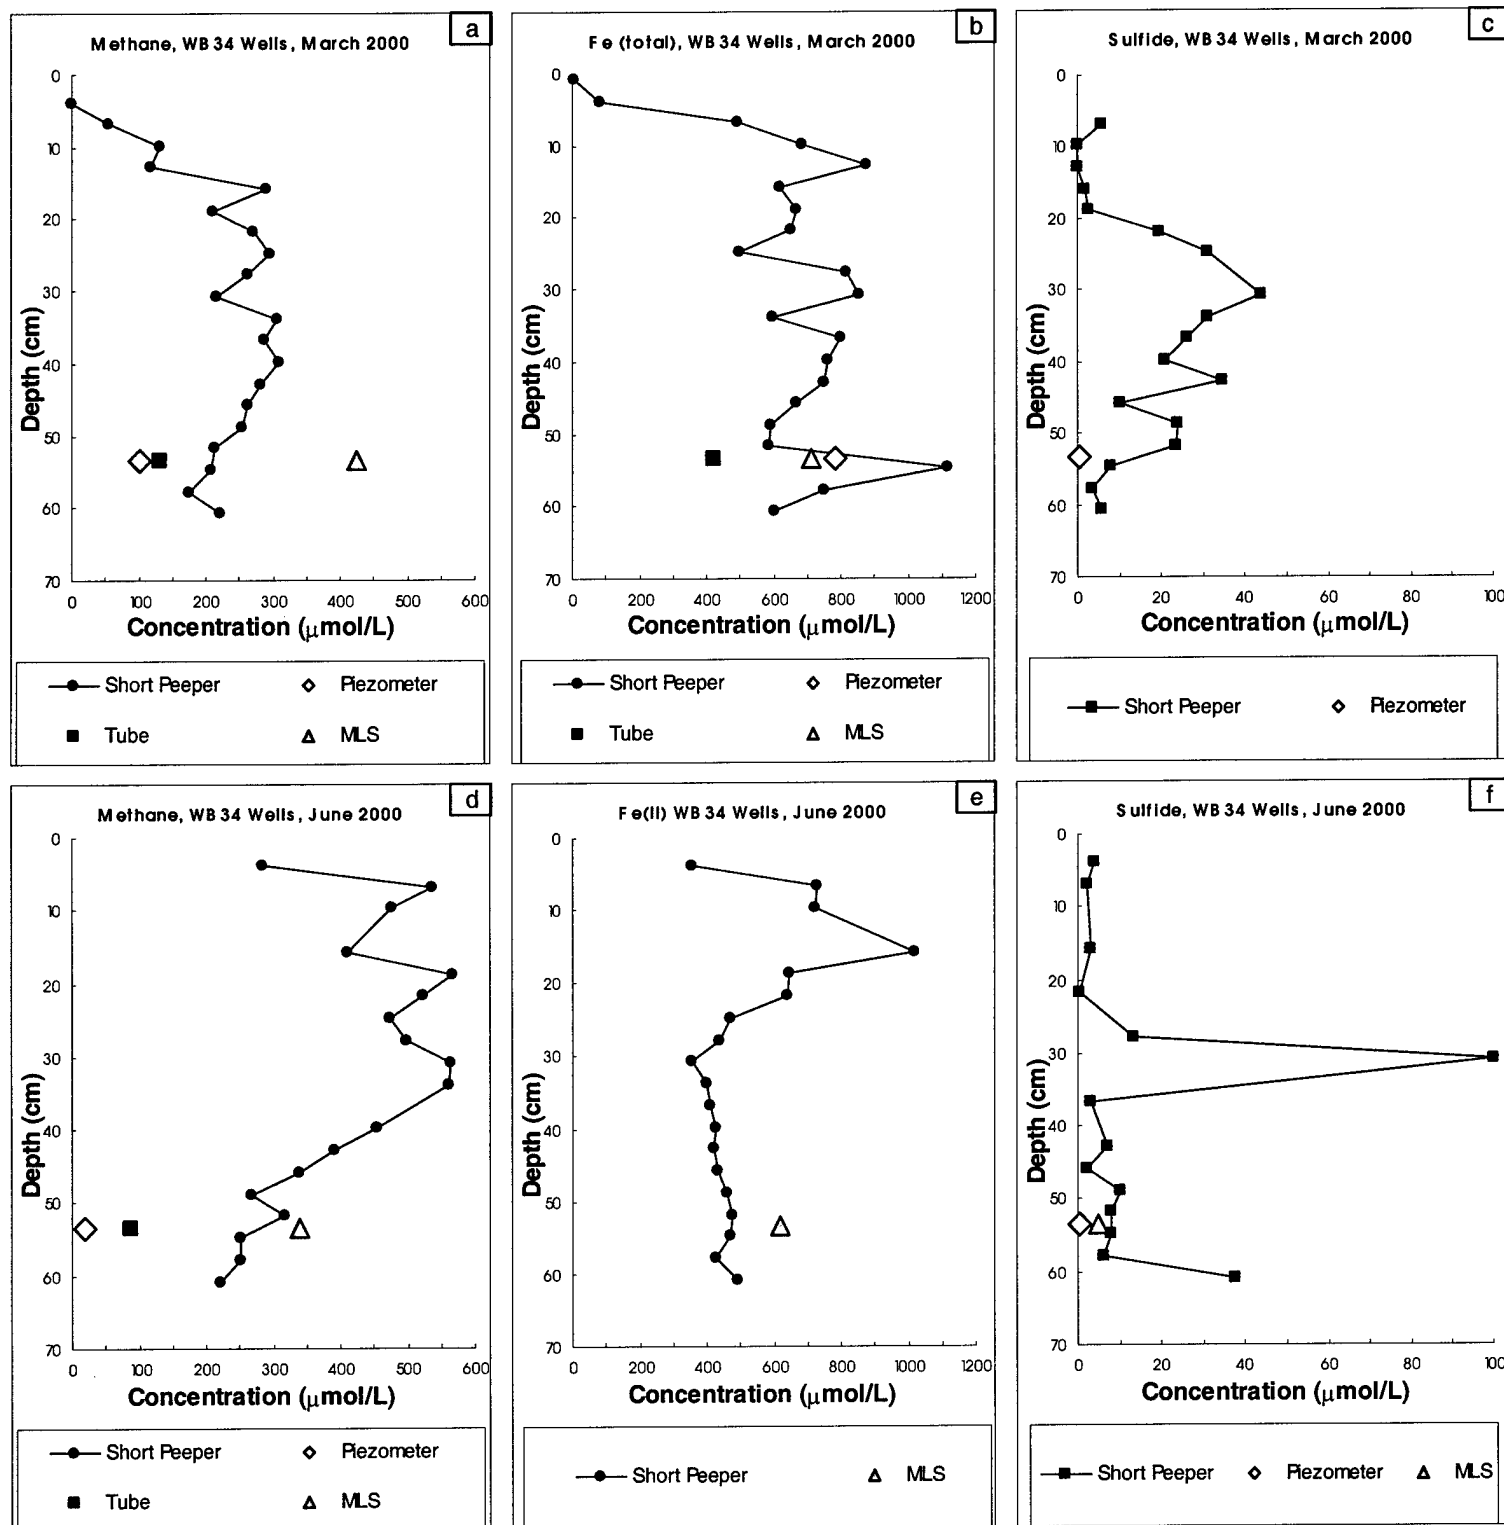 a
Methane, WB 34 Wells, March 2000
0
10
20
30
40
50
60
70
Depth (cm)
0 100 200 300 400 500 600
Concentration (μmol/L)
Short Peeper Piezometer
Tube MLS
b
Fe (total), WB 34 Wells, March 2000
0
10
20
30
40
50
60
70
Depth (cm)
0 200 400 600 800 1000 1200
Concentration (μmol/L)
Short Peeper Piezometer
Tube MLS
c
Sulfide, WB 34 Wells, March 2000
0
10
20
30
40
50
60
70
Depth (cm)
0 20 40 60 80 100
Concentration (μmol/L)
Short Peeper Piezometer
d
Methane, WB 34 Wells, June 2000
0
10
20
30
40
50
60
70
Depth (cm)
0 100 200 300 400 500 600
Concentration (μmol/L)
Short Peeper Piezometer
Tube MLS
e
Fe(II) WB 34 Wells, June 2000
0
10
20
30
40
50
60
70
Depth (cm)
0 200 400 600 800 1000 1200
Concentration (μmol/L)
Short Peeper MLS
f
Sulfide, WB 34 Wells, June 2000
0
10
20
30
40
50
60
70
Depth (cm)
0 20 40 60 80 100
Concentration (μmol/L)
Short Peeper Piezometer MLS